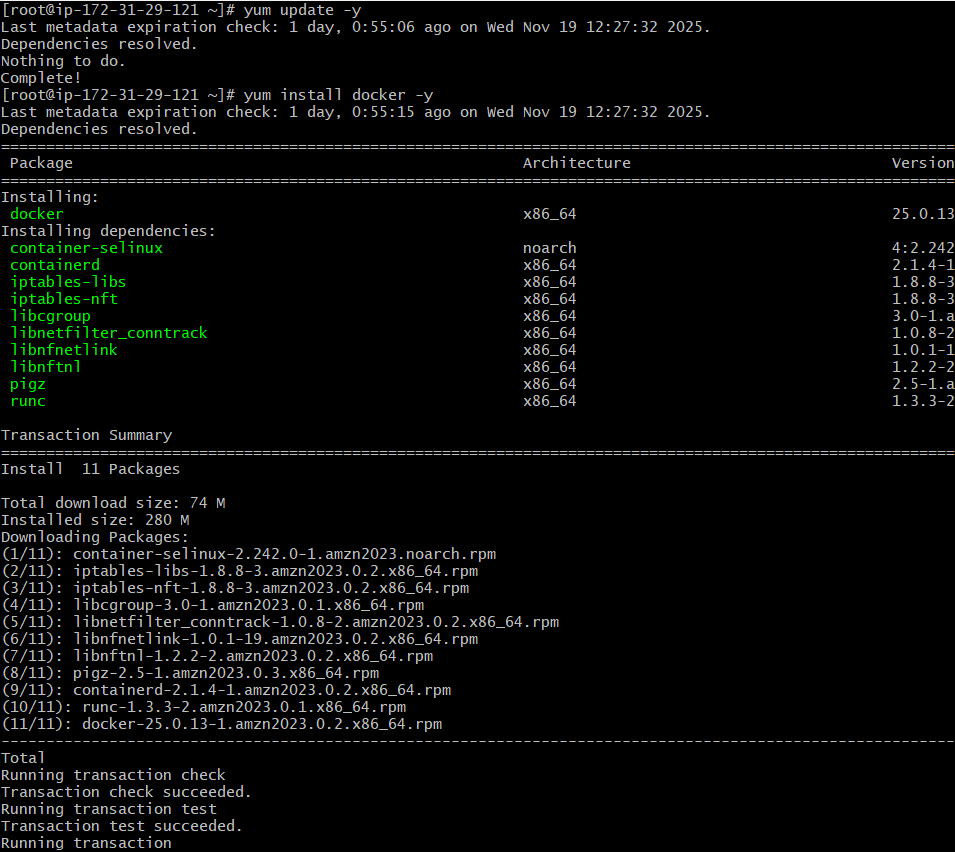 [root@ip-172-31-29-121 ~]# yum update -y
Last metadata expiration check: 1 day, 0:55:06 ago on Wed Nov 19 12:27:32 2025.
Dependencies resolved.
Nothing to do.
Complete!
[root@ip-172-31-29-121 ~]# yum install docker -y
Last metadata expiration check: 1 day, 0:55:15 ago on Wed Nov 19 12:27:32 2025.
Dependencies resolved.
==========================================================================================================
 Package Architecture Version
==========================================================================================================
Installing:
 docker x86_64 25.0.13
Installing dependencies:
 container-selinux noarch 4:2.242
 containerd x86_64 2.1.4-1
 iptables-libs x86_64 1.8.8-3
 iptables-nft x86_64 1.8.8-3
 libcgroup x86_64 3.0-1.a
 libnetfilter_conntrack x86_64 1.0.8-2
 libnfnetlink x86_64 1.0.1-1
 libnftnl x86_64 1.2.2-2
 pigz x86_64 2.5-1.a
 runc x86_64 1.3.3-2

Transaction Summary
==========================================================================================================
Install  11 Packages

Total download size: 74 M
Installed size: 280 M
Downloading Packages:
(1/11): container-selinux-2.242.0-1.amzn2023.noarch.rpm
(2/11): iptables-libs-1.8.8-3.amzn2023.0.2.x86_64.rpm
(3/11): iptables-nft-1.8.8-3.amzn2023.0.2.x86_64.rpm
(4/11): libcgroup-3.0-1.amzn2023.0.1.x86_64.rpm
(5/11): libnetfilter_conntrack-1.0.8-2.amzn2023.0.2.x86_64.rpm
(6/11): libnfnetlink-1.0.1-19.amzn2023.0.2.x86_64.rpm
(7/11): libnftnl-1.2.2-2.amzn2023.0.2.x86_64.rpm
(8/11): pigz-2.5-1.amzn2023.0.3.x86_64.rpm
(9/11): containerd-2.1.4-1.amzn2023.0.2.x86_64.rpm
(10/11): runc-1.3.3-2.amzn2023.0.1.x86_64.rpm
(11/11): docker-25.0.13-1.amzn2023.0.2.x86_64.rpm
----------------------------------------------------------------------------------------------------------
Total
Running transaction check
Transaction check succeeded.
Running transaction test
Transaction test succeeded.
Running transaction